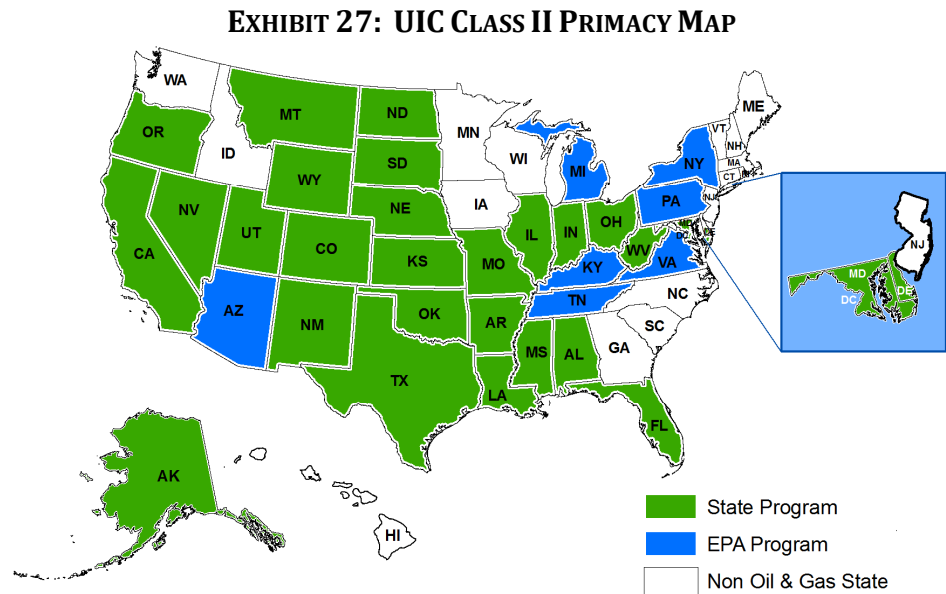 EXHIBIT 27: UIC CLASS II PRIMACY MAP
WA
MT
ND
MN
ME
OR
ID
SD
WI
VT
NH
WY
MI
NY
MA
CT
RI
NV
NE
IA
PA
NJ
UT
CO
IL
IN
OH
MD
DE
DC
CA
KS
MO
WV
VA
KY
AZ
NM
OK
AR
TN
NC
SC
MS
AL
GA
TX
LA
FL
NJ
MD
DE
DC
AK
HI
State Program
EPA Program
Non Oil & Gas State